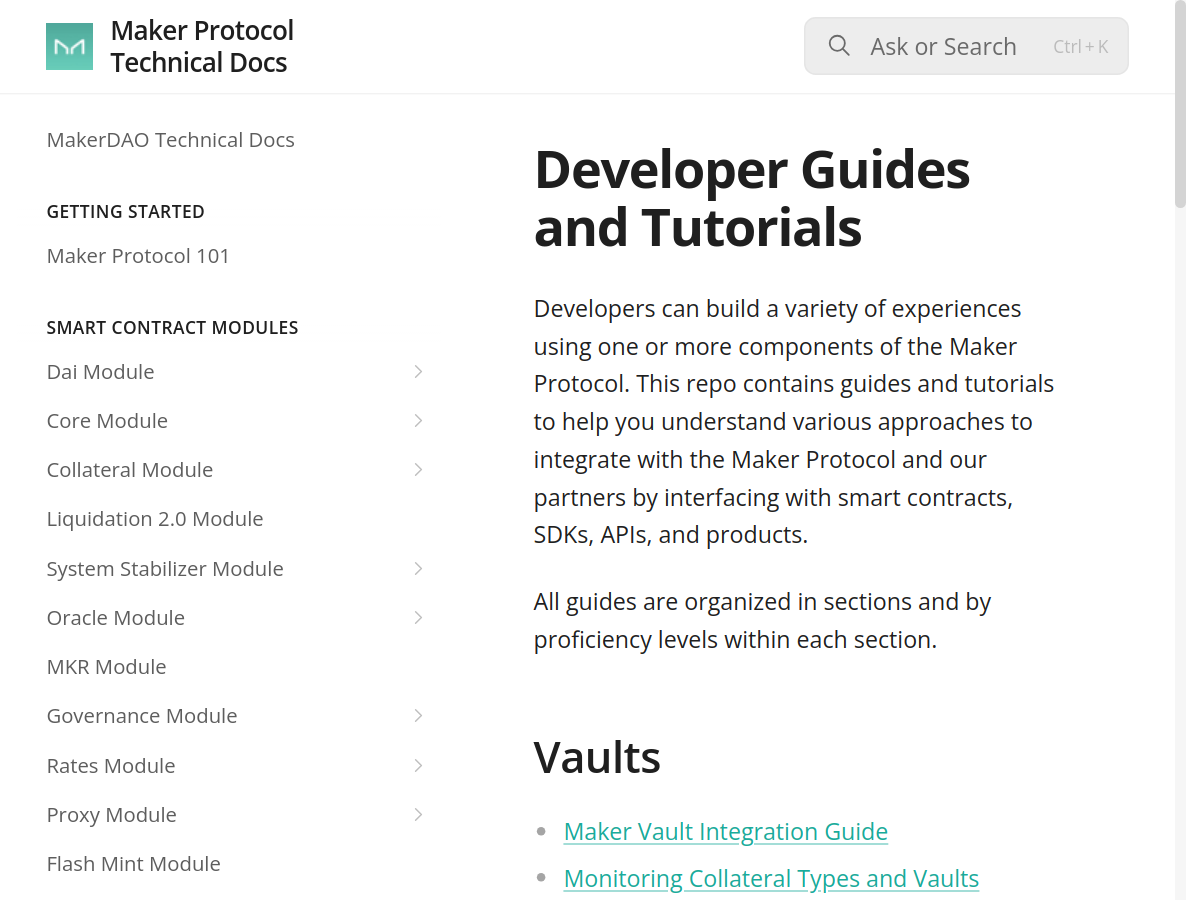 Maker Protocol
Technical Docs
Ask or Search
Ctrl + K
MakerDAO Technical Docs
GETTING STARTED
Maker Protocol 101
SMART CONTRACT MODULES
Dai Module
Core Module
Collateral Module
Liquidation 2.0 Module
System Stabilizer Module
Oracle Module
MKR Module
Governance Module
Rates Module
Proxy Module
Flash Mint Module
Developer Guides
and Tutorials
Developers can build a variety of experiences
using one or more components of the Maker
Protocol. This repo contains guides and tutorials
to help you understand various approaches to
integrate with the Maker Protocol and our
partners by interfacing with smart contracts,
SDKs, APIs, and products.
All guides are organized in sections and by
proficiency levels within each section.
Vaults
Maker Vault Integration Guide
Monitoring Collateral Types and Vaults